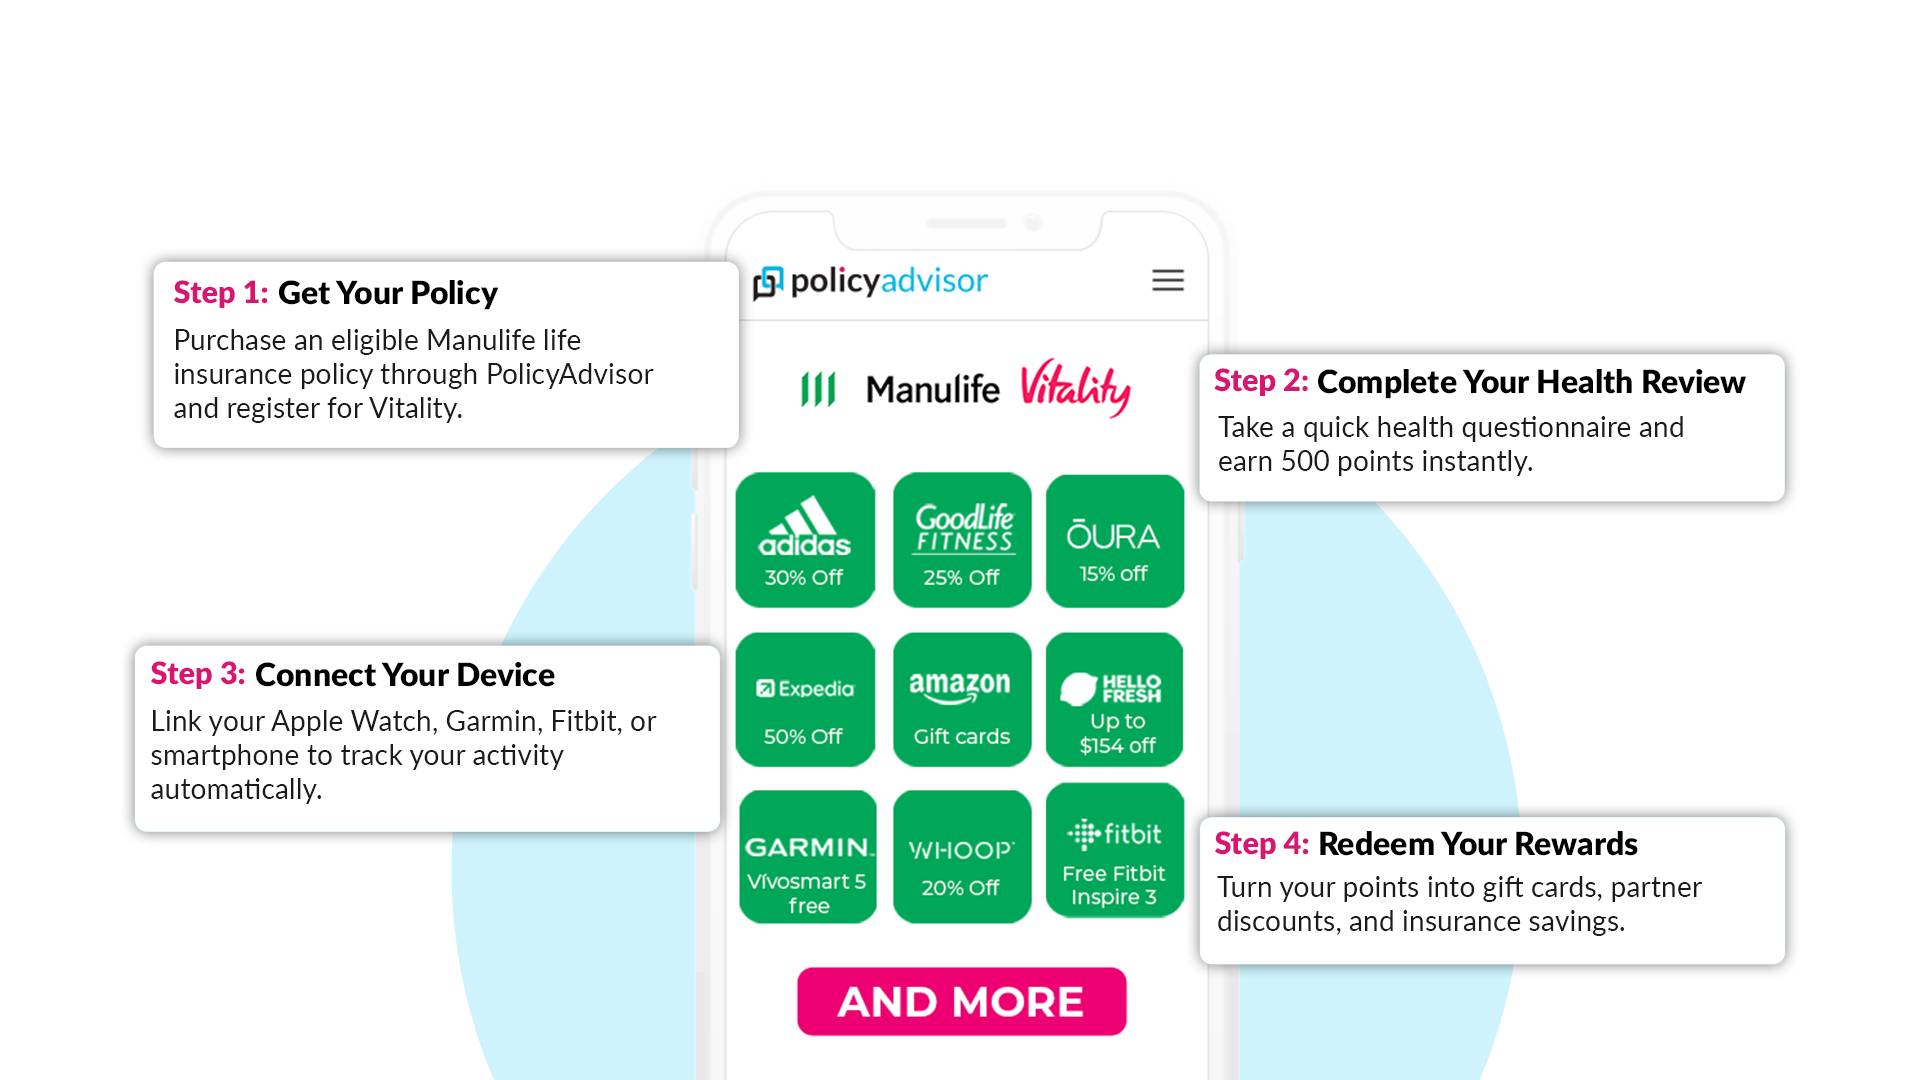 policyadvisor
Step 1: Get Your Policy
Purchase an eligible Manulife life
insurance policy through PolicyAdvisor
and register for Vitality.
Manulife Vitality
Step 2: Complete Your Health Review
Take a quick health questionnaire and
earn 500 points instantly.
adidas
30% Off
GoodLife
FITNESS
25% Off
ŌURA
15% off
Step 3: Connect Your Device
Link your Apple Watch, Garmin, Fitbit, or
smartphone to track your activity
automatically.
Expedia
50% Off
amazon
Gift cards
HELLO
FRESH
Up to
$154 off
GARMIN
Vívosmart 5
free
WHOOP
20% Off
fitbit
Free Fitbit
Inspire 3
Step 4: Redeem Your Rewards
Turn your points into gift cards, partner
discounts, and insurance savings.
AND MORE